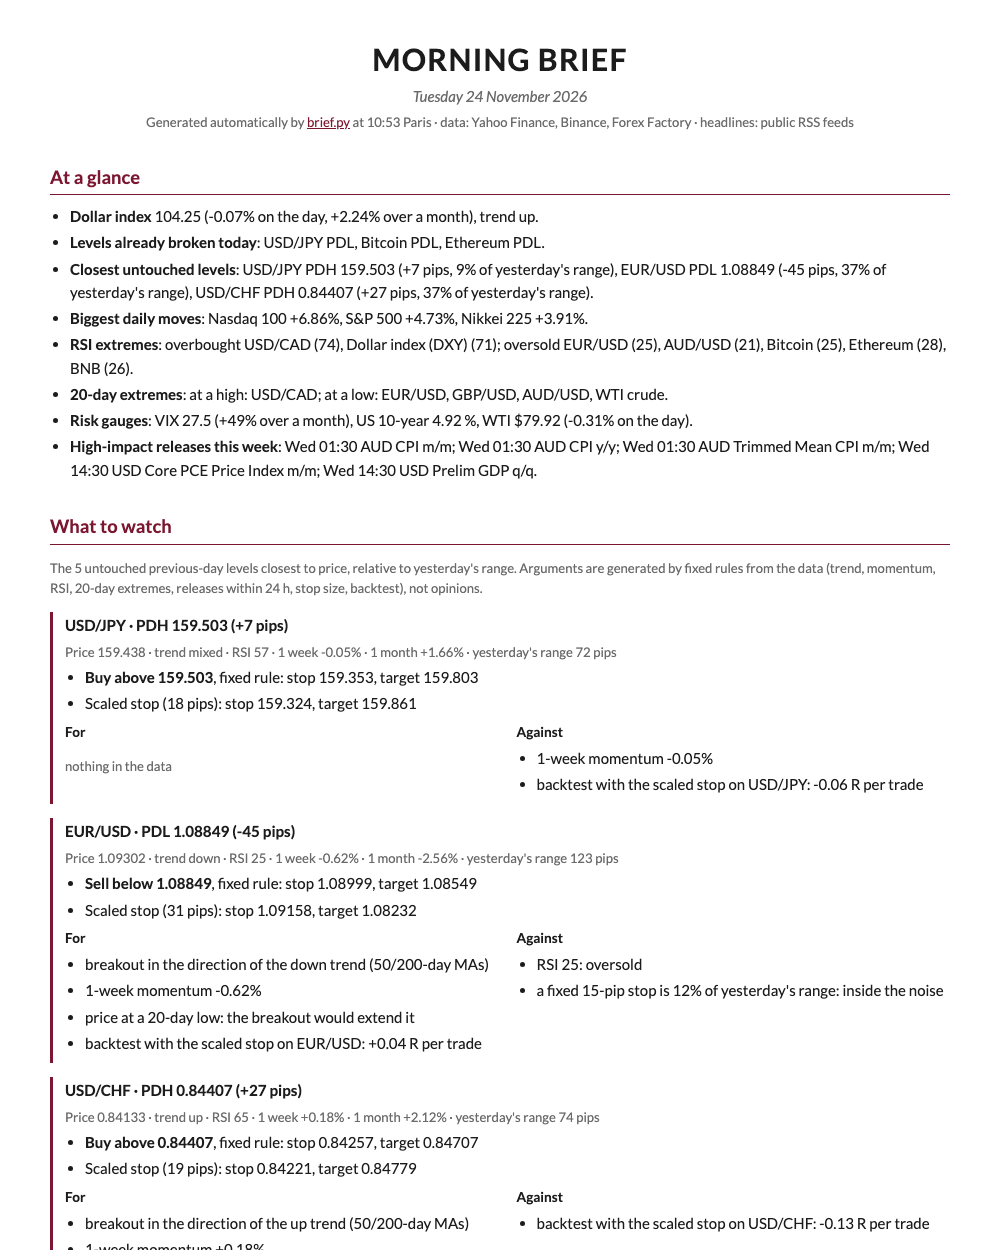 MORNING BRIEF
Tuesday 24 November 2026
Generated automatically by brief.py at 10:53 Paris · data: Yahoo Finance, Binance, Forex Factory · headlines: public RSS feeds
At a glance
• Dollar index 104.25 (-0.07% on the day, +2.24% over a month), trend up.
• Levels already broken today: USD/JPY PDL, Bitcoin PDL, Ethereum PDL.
• Closest untouched levels: USD/JPY PDH 159.503 (+7 pips, 9% of yesterday's range), EUR/USD PDL 1.08849 (-45 pips, 37% of
yesterday's range), USD/CHF PDH 0.84407 (+27 pips, 37% of yesterday's range).
• Biggest daily moves: Nasdaq 100 +6.86%, S&P 500 +4.73%, Nikkei 225 +3.91%.
• RSI extremes: overbought USD/CAD (74), Dollar index (DXY) (71); oversold EUR/USD (25), AUD/USD (21), Bitcoin (25), Ethereum (28),
BNB (26).
• 20-day extremes: at a high: USD/CAD; at a low: EUR/USD, GBP/USD, AUD/USD, WTI crude.
• Risk gauges: VIX 27.5 (+49% over a month), US 10-year 4.92 %, WTI $79.92 (-0.31% on the day).
• High-impact releases this week: Wed 01:30 AUD CPI m/m; Wed 01:30 AUD CPI y/y; Wed 01:30 AUD Trimmed Mean CPI m/m; Wed
14:30 USD Core PCE Price Index m/m; Wed 14:30 USD Prelim GDP q/q.
What to watch
The 5 untouched previous-day levels closest to price, relative to yesterday's range. Arguments are generated by fixed rules from the data (trend, momentum,
RSI, 20-day extremes, releases within 24 h, stop size, backtest), not opinions.
USD/JPY · PDH 159.503 (+7 pips)
Price 159.438 · trend mixed · RSI 57 · 1 week -0.05% · 1 month +1.66% · yesterday's range 72 pips
• Buy above 159.503, fixed rule: stop 159.353, target 159.803
• Scaled stop (18 pips): stop 159.324, target 159.861
For
nothing in the data
Against
• 1-week momentum -0.05%
• backtest with the scaled stop on USD/JPY: -0.06 R per trade
EUR/USD · PDL 1.08849 (-45 pips)
Price 1.09302 · trend down · RSI 25 · 1 week -0.62% · 1 month -2.56% · yesterday's range 123 pips
• Sell below 1.08849, fixed rule: stop 1.08999, target 1.08549
• Scaled stop (31 pips): stop 1.09158, target 1.08232
For
• breakout in the direction of the down trend (50/200-day MAs)
• 1-week momentum -0.62%
• price at a 20-day low: the breakout would extend it
• backtest with the scaled stop on EUR/USD: +0.04 R per trade
Against
• RSI 25: oversold
• a fixed 15-pip stop is 12% of yesterday's range: inside the noise
USD/CHF · PDH 0.84407 (+27 pips)
Price 0.84133 · trend up · RSI 65 · 1 week +0.18% · 1 month +2.12% · yesterday's range 74 pips
• Buy above 0.84407, fixed rule: stop 0.84257, target 0.84707
• Scaled stop (19 pips): stop 0.84221, target 0.84779
For
• breakout in the direction of the up trend (50/200-day MAs)
• 1-week momentum +0.18%
Against
• backtest with the scaled stop on USD/CHF: -0.13 R per trade